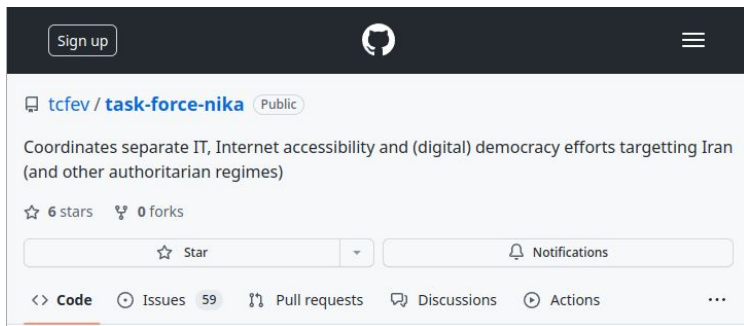 Sign up
tcfev / task-force-nika Public
Coordinates separate IT, Internet accessibility and (digital) democracy efforts targetting Iran
(and other authoritarian regimes)
6 stars 0 forks
Star Notifications
<> Code Issues 59 Pull requests Discussions Actions ...